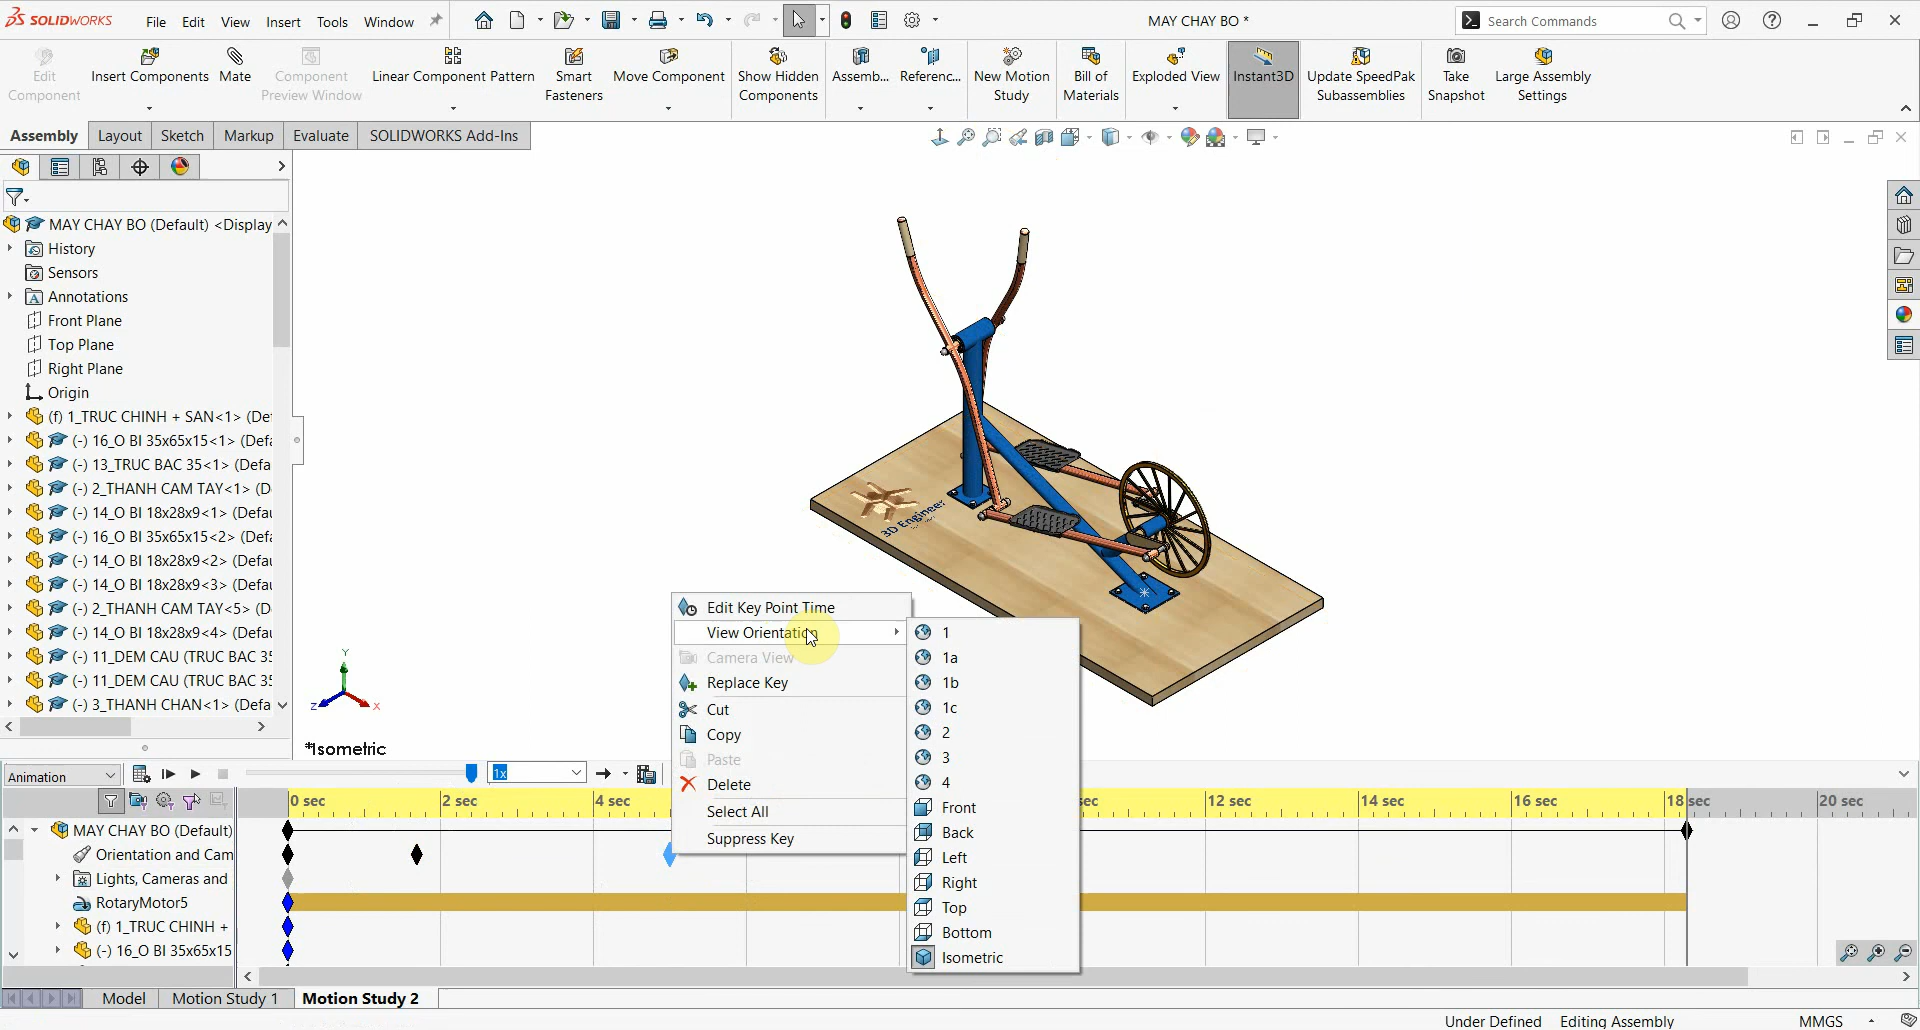 SOLIDWORKS File Edit View Insert Tools Window MAY CHAY BO * Search Commands
Edit Component
Insert Components
Mate
Component Preview Window
Linear Component Pattern
Smart Fasteners
Move Component
Show Hidden Components
Assemb...
Referenc...
New Motion Study
Bill of Materials
Exploded View
Instant3D
Update SpeedPak Subassemblies
Take Snapshot
Large Assembly Settings
Assembly Layout Sketch Markup Evaluate SOLIDWORKS Add-Ins
MAY CHAY BO (Default) <Display
History
Sensors
Annotations
Front Plane
Top Plane
Right Plane
Origin
(f) 1_TRUC CHINH + SAN<1> (De
(-) 16_O BI 35x65x15<1> (Defa
(-) 13_TRUC BAC 35<1> (Defa
(-) 2_THANH CAM TAY<1> (D
(-) 14_O BI 18x28x9<1> (Defau
(-) 16_O BI 35x65x15<2> (Defa
(-) 14_O BI 18x28x9<2> (Defau
(-) 14_O BI 18x28x9<3> (Defau
(-) 2_THANH CAM TAY<5> (D
(-) 14_O BI 18x28x9<4> (Defau
(-) 11_DEM CAU (TRUC BAC 35
(-) 11_DEM CAU (TRUC BAC 35
(-) 3_THANH CHAN<1> (Defa
3D Engineer
Y
Z
X
*Isometric
Edit Key Point Time
View Orientation
Camera View
Replace Key
Cut
Copy
Paste
Delete
Select All
Suppress Key
1
1a
1b
1c
2
3
4
Front
Back
Left
Right
Top
Bottom
Isometric
Animation 1x
0 sec 2 sec 4 sec sec 12 sec 14 sec 16 sec 18 sec 20 sec
MAY CHAY BO (Default)
Orientation and Cam
Lights, Cameras and
RotaryMotor5
(f) 1_TRUC CHINH +
(-) 16_O BI 35x65x15
Model Motion Study 1 Motion Study 2
Under Defined Editing Assembly MMGS